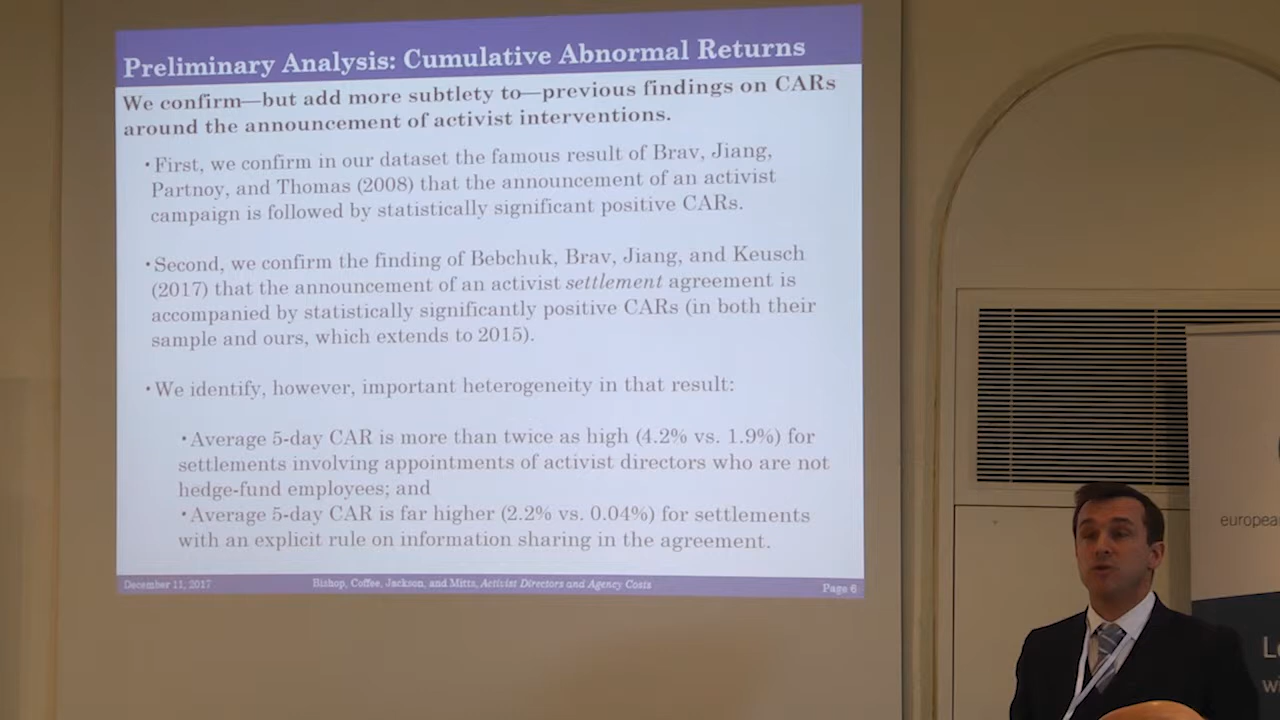 Preliminary Analysis: Cumulative Abnormal Returns
We confirm—but add more subtlety to—previous findings on CARs
around the announcement of activist interventions.
• First, we confirm in our dataset the famous result of Brav, Jiang,
Partnoy, and Thomas (2008) that the announcement of an activist
campaign is followed by statistically significant positive CARs.
• Second, we confirm the finding of Bebchuk, Brav, Jiang, and Keusch
(2017) that the announcement of an activist settlement agreement is
accompanied by statistically significantly positive CARs (in both their
sample and ours, which extends to 2015).
• We identify, however, important heterogeneity in that result:
• Average 5-day CAR is more than twice as high (4.2% vs. 1.9%) for
settlements involving appointments of activist directors who are not
hedge-fund employees; and
• Average 5-day CAR is far higher (2.2% vs. 0.04%) for settlements
with an explicit rule on information sharing in the agreement.
December 11, 2017
Bishop, Coffee, Jackson, and Mitts, Activist Directors and Agency Costs
Page 6
europea